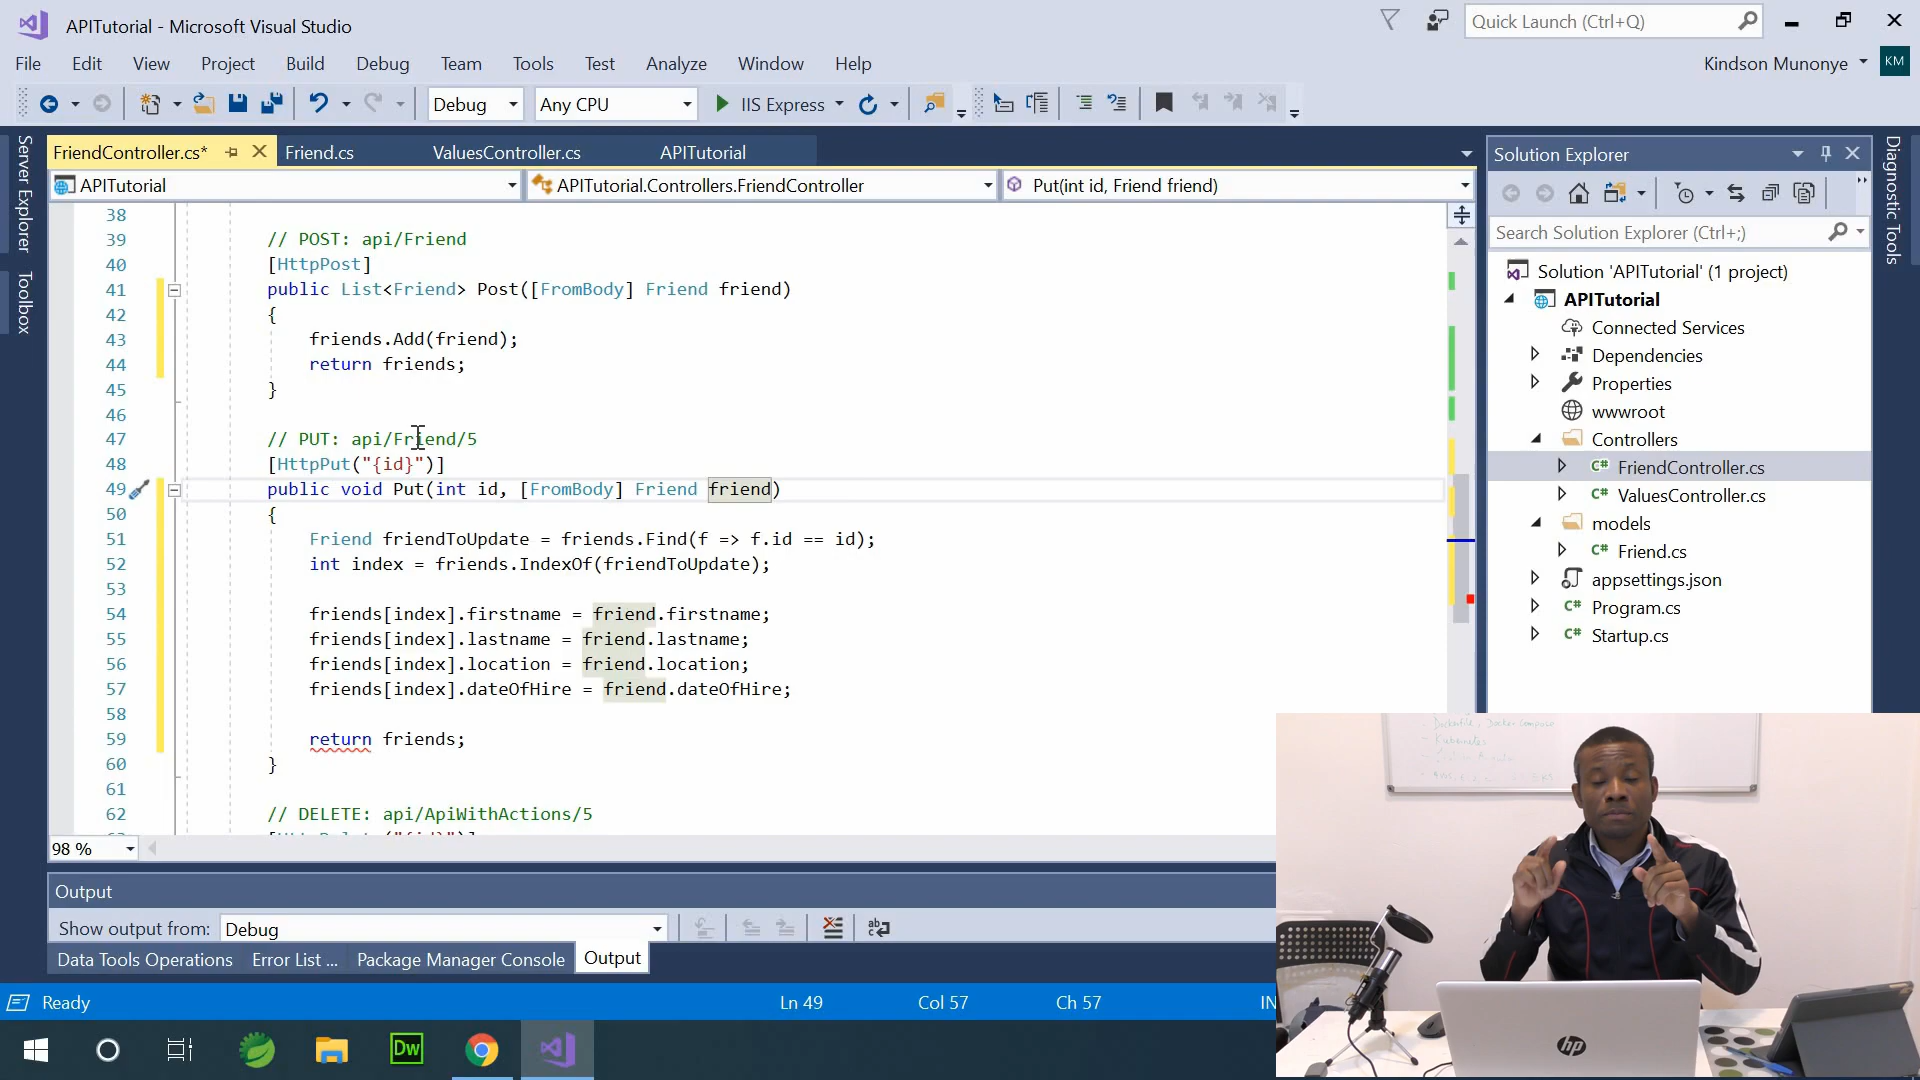 APITutorial - Microsoft Visual Studio
Quick Launch (Ctrl+Q)
File Edit View Project Build Debug Team Tools Test Analyze Window Help
Kindson Munonye KM
Debug Any CPU IIS Express
Server Explorer
Toolbox
FriendController.cs* Friend.cs ValuesController.cs APITutorial
APITutorial APITutorial.Controllers.FriendController Put(int id, Friend friend)
38
39 // POST: api/Friend
40 [HttpPost]
41 public List<Friend> Post([FromBody] Friend friend)
42 {
43 friends.Add(friend);
44 return friends;
45 }
46
47 // PUT: api/Friend/5
48 [HttpPut("{id}")]
49 public void Put(int id, [FromBody] Friend friend)
50 {
51 Friend friendToUpdate = friends.Find(f => f.id == id);
52 int index = friends.IndexOf(friendToUpdate);
53
54 friends[index].firstname = friend.firstname;
55 friends[index].lastname = friend.lastname;
56 friends[index].location = friend.location;
57 friends[index].dateOfHire = friend.dateOfHire;
58
59 return friends;
60 }
61
62 // DELETE: api/ApiWithActions/5
98 %
Output
Show output from: Debug
Data Tools Operations Error List ... Package Manager Console Output
Ready Ln 49 Col 57 Ch 57 IN
Solution Explorer
Search Solution Explorer (Ctrl+;)
Solution 'APITutorial' (1 project)
APITutorial
Connected Services
Dependencies
Properties
wwwroot
Controllers
FriendController.cs
ValuesController.cs
models
Friend.cs
appsettings.json
Program.cs
Startup.cs
Diagnostic Tools
Kubernetes
hp
Dw